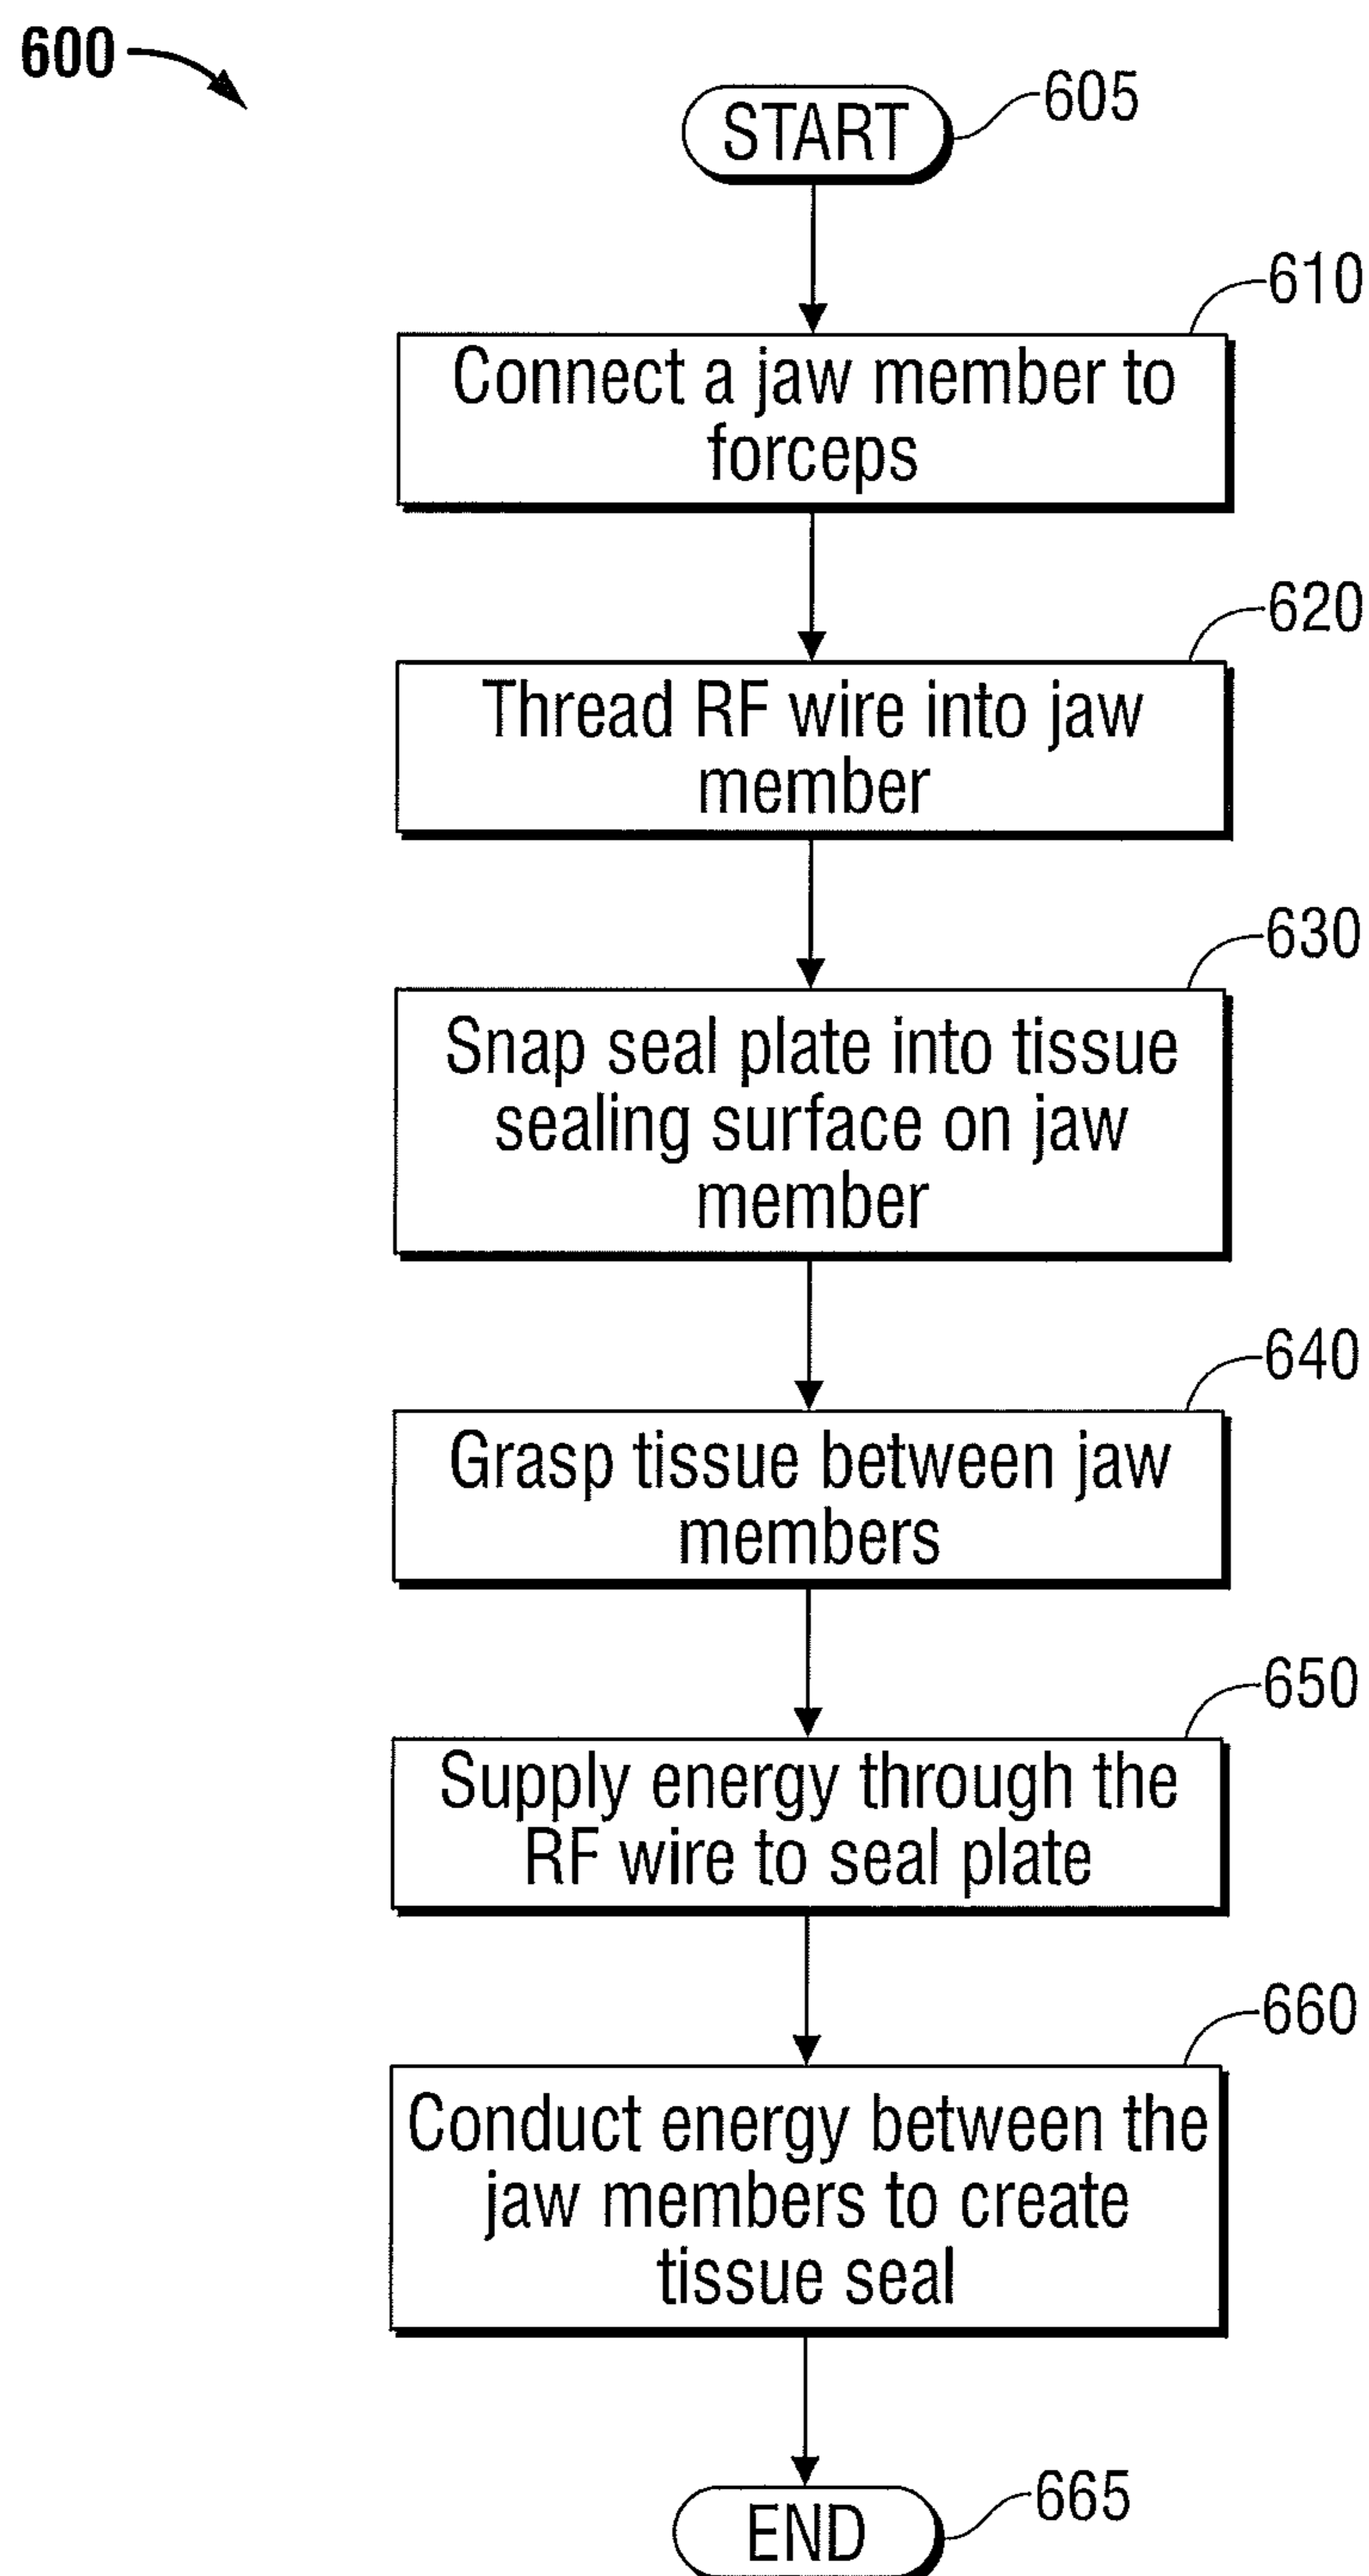 600
START
605
610
Connect a jaw member to
forceps
620
Thread RF wire into jaw
member
630
Snap seal plate into tissue
sealing surface on jaw
member
640
Grasp tissue between jaw
members
650
Supply energy through the
RF wire to seal plate
660
Conduct energy between the
jaw members to create
tissue seal
END
665